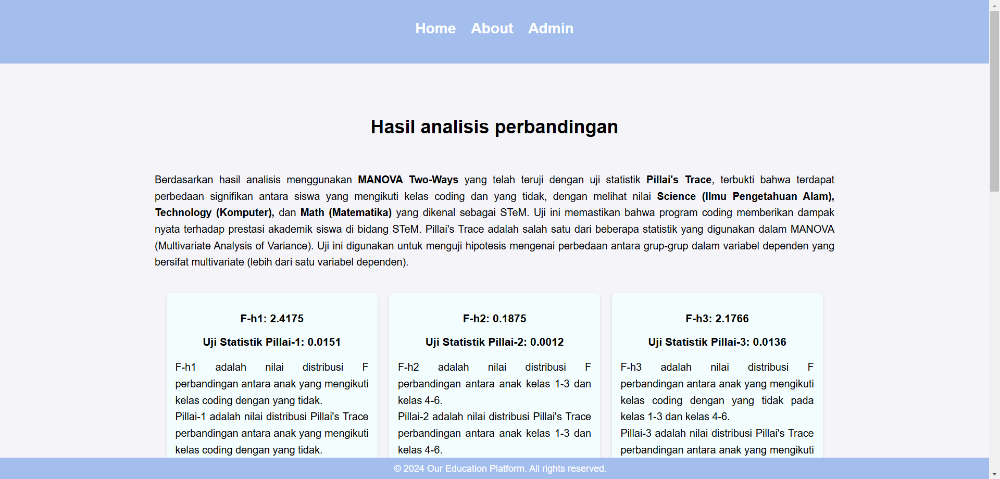 Home About Admin
Hasil analisis perbandingan
Berdasarkan hasil analisis menggunakan MANOVA Two-Ways yang telah teruji dengan uji statistik Pillai's Trace, terbukti bahwa terdapat
perbedaan signifikan antara siswa yang mengikuti kelas coding dan yang tidak, dengan melihat nilai Science (Ilmu Pengetahuan Alam),
Technology (Komputer), dan Math (Matematika) yang dikenal sebagai STeM. Uji ini memastikan bahwa program coding memberikan dampak
nyata terhadap prestasi akademik siswa di bidang STeM. Pillai's Trace adalah salah satu dari beberapa statistik yang digunakan dalam MANOVA
(Multivariate Analysis of Variance). Uji ini digunakan untuk menguji hipotesis mengenai perbedaan antara grup-grup dalam variabel dependen yang
bersifat multivariate (lebih dari satu variabel dependen).
F-h1: 2.4175
Uji Statistik Pillai-1: 0.0151
F-h1 adalah nilai distribusi F
perbandingan antara anak yang mengikuti
kelas coding dengan yang tidak.
Pillai-1 adalah nilai distribusi Pillai's Trace
perbandingan antara anak yang mengikuti
kelas coding dengan yang tidak.
F-h2: 0.1875
Uji Statistik Pillai-2: 0.0012
F-h2 adalah nilai distribusi F
perbandingan antara anak kelas 1-3 dan
kelas 4-6.
Pillai-2 adalah nilai distribusi Pillai's Trace
perbandingan antara anak kelas 1-3 dan
kelas 4-6.
F-h3: 2.1766
Uji Statistik Pillai-3: 0.0136
F-h3 adalah nilai distribusi F
perbandingan antara anak yang mengikuti
kelas coding dengan yang tidak pada
kelas 1-3 dan kelas 4-6.
Pillai-3 adalah nilai distribusi Pillai's Trace
perbandingan antara anak yang mengikuti
© 2024 Our Education Platform. All rights reserved.